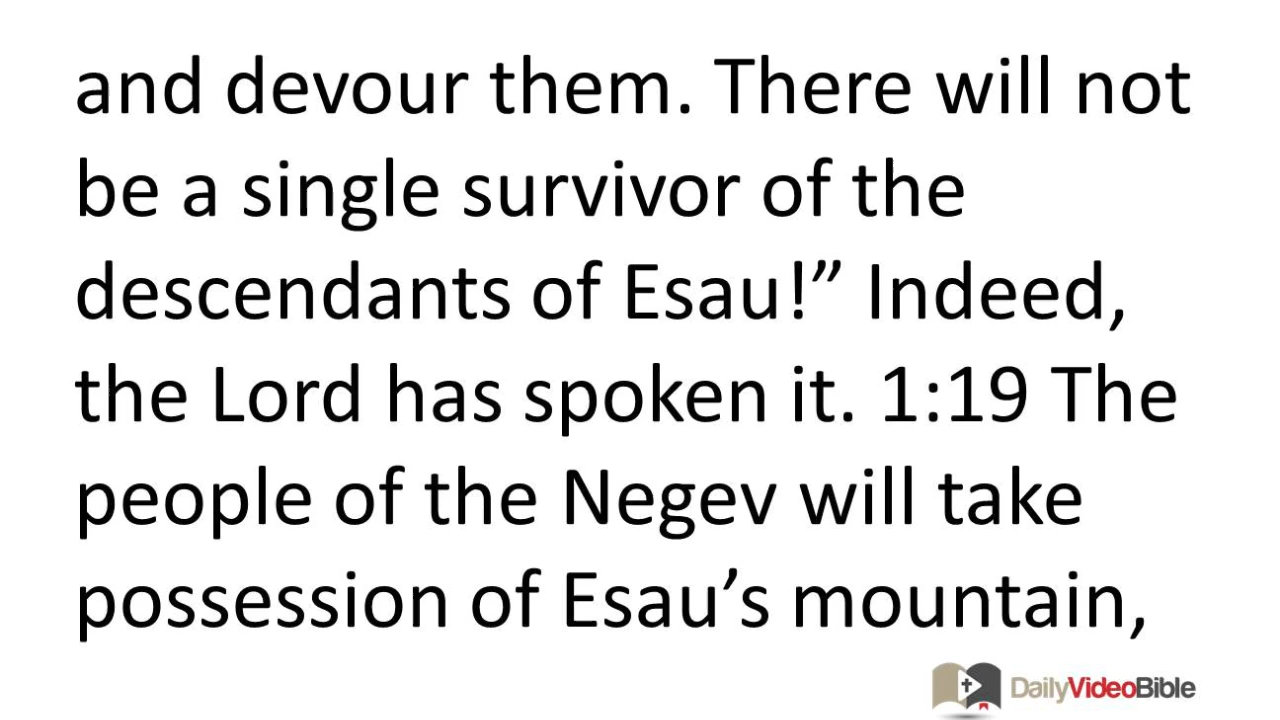 and devour them. There will not
be a single survivor of the
descendants of Esau!” Indeed,
the Lord has spoken it. 1:19 The
people of the Negev will take
possession of Esau’s mountain,
DailyVideoBible